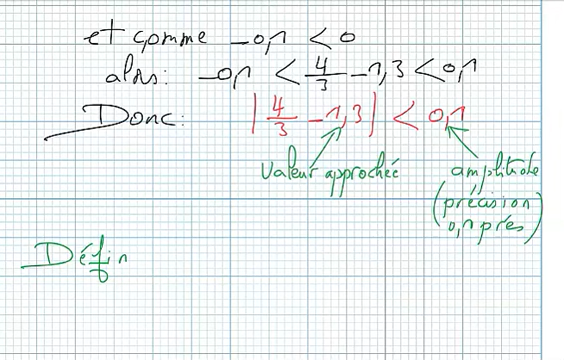 et comme -0,1 < 0
alors: -0,1 < 4/3 - 1,3 < 0,1
Donc: |4/3 - 1,3| < 0,1
valeur approchée amplitude
(précision
0,1 près)
Défin